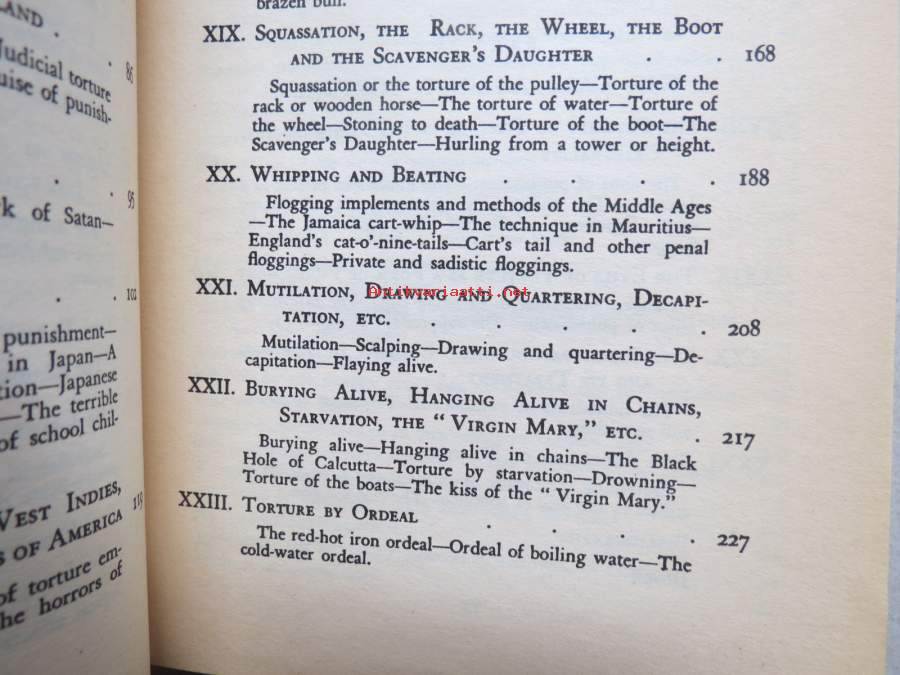 LAND
.
. 86
Judicial torture
uise of punish-
. . 95
k of Satan—
. . 102
punishment—
in Japan—A
tion—Japanese
—The terrible
of school chil-
WEST INDIES,
S OF AMERICA 119
of torture em-
he horrors of
brazen bull.
XIX. SQUASSATION, THE RACK, THE WHEEL, THE BOOT
AND THE SCAVENGER'S DAUGHTER . . 168
Squassation or the torture of the pulley—Torture of the
rack or wooden horse—The torture of water—Torture of
the wheel—Stoning to death—Torture of the boot—The
Scavenger's Daughter—Hurling from a tower or height.
XX. WHIPPING AND BEATING . . . . 188
Flogging implements and methods of the Middle Ages
—The Jamaica cart-whip—The technique in Mauritius—
England's cat-o'-nine-tails—Cart's tail and other penal
floggings—Private and sadistic floggings.
XXI. MUTILATION, DRAWING AND QUARTERING, DECAPI-
antikvariaatti.net
TATION, ETC. . . . . . 208
Mutilation—Scalping—Drawing and quartering—De-
capitation—Flaying alive.
XXII. BURYING ALIVE, HANGING ALIVE IN CHAINS,
STARVATION, THE "VIRGIN MARY," ETC. . 217
Burying alive—Hanging alive in chains—The Black
Hole of Calcutta—Torture by starvation—Drowning—
Torture of the boats—The kiss of the "Virgin Mary."
XXIII. TORTURE BY ORDEAL . . . . 227
The red-hot iron ordeal—Ordeal of boiling water—The
cold-water ordeal.